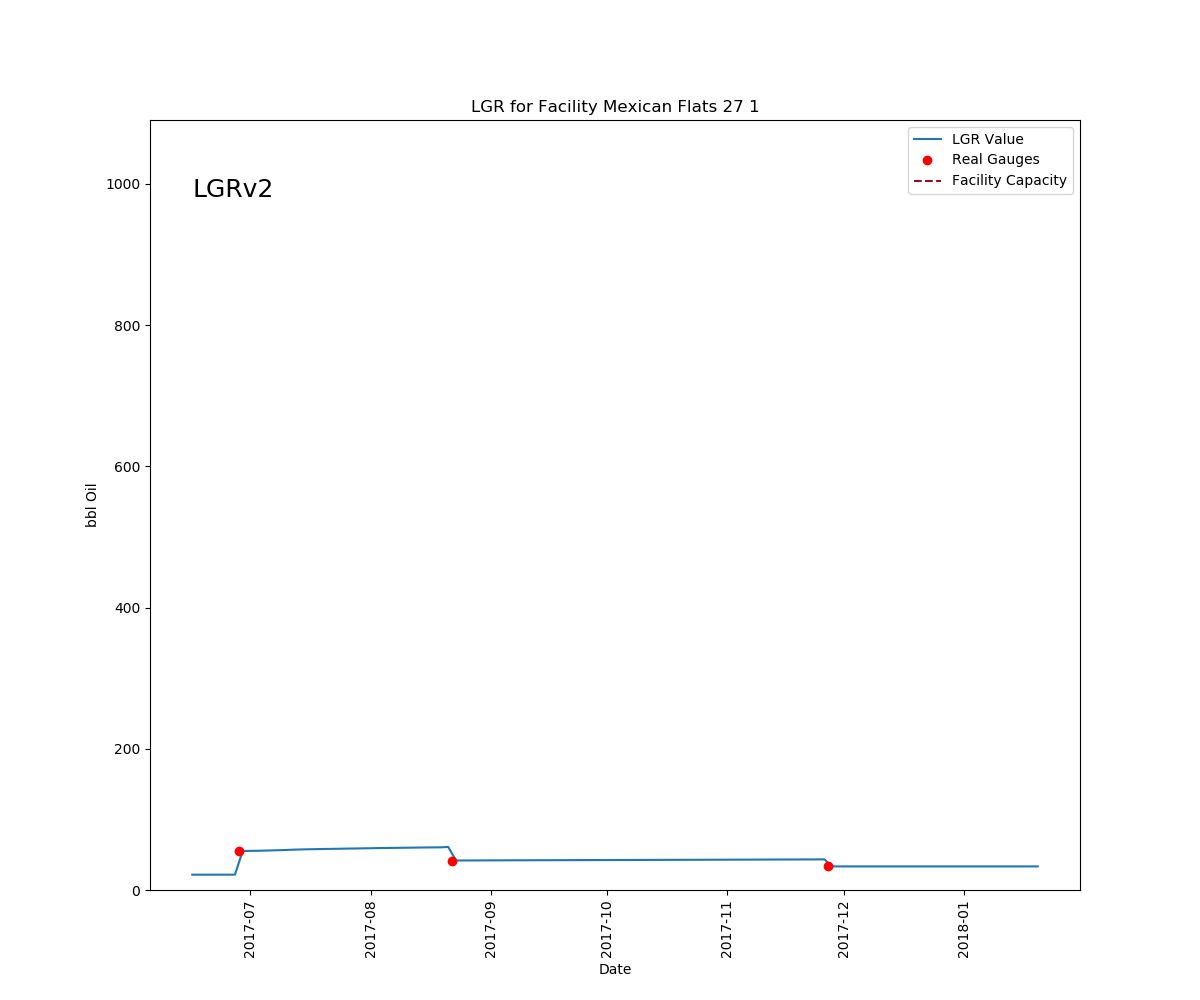 LGR for Facility Mexican Flats 27 1
LGR Value
Real Gauges
Facility Capacity
LGRv2
1000
800
600
400
200
0
bbl Oil
2017-07
2017-08
2017-09
2017-10
2017-11
2017-12
2018-01
Date